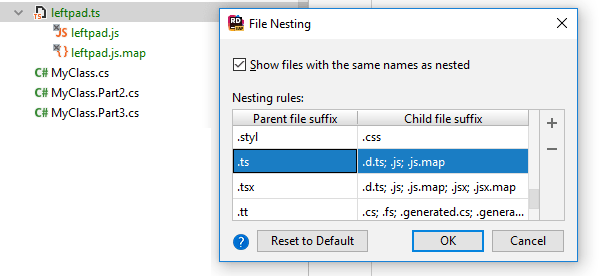 leftpad.ts
JS leftpad.js
leftpad.js.map
C# MyClass.cs
C# MyClass.Part2.cs
C# MyClass.Part3.cs
RD File Nesting
Show files with the same names as nested
Nesting rules:
Parent file suffix Child file suffix
.styl .css
.ts .d.ts; .js; .js.map
.tsx .d.ts; .js; .js.map; .jsx; .jsx.map
.tt .cs; .fs; .generated.cs; .genera...
? Reset to Default OK Cancel